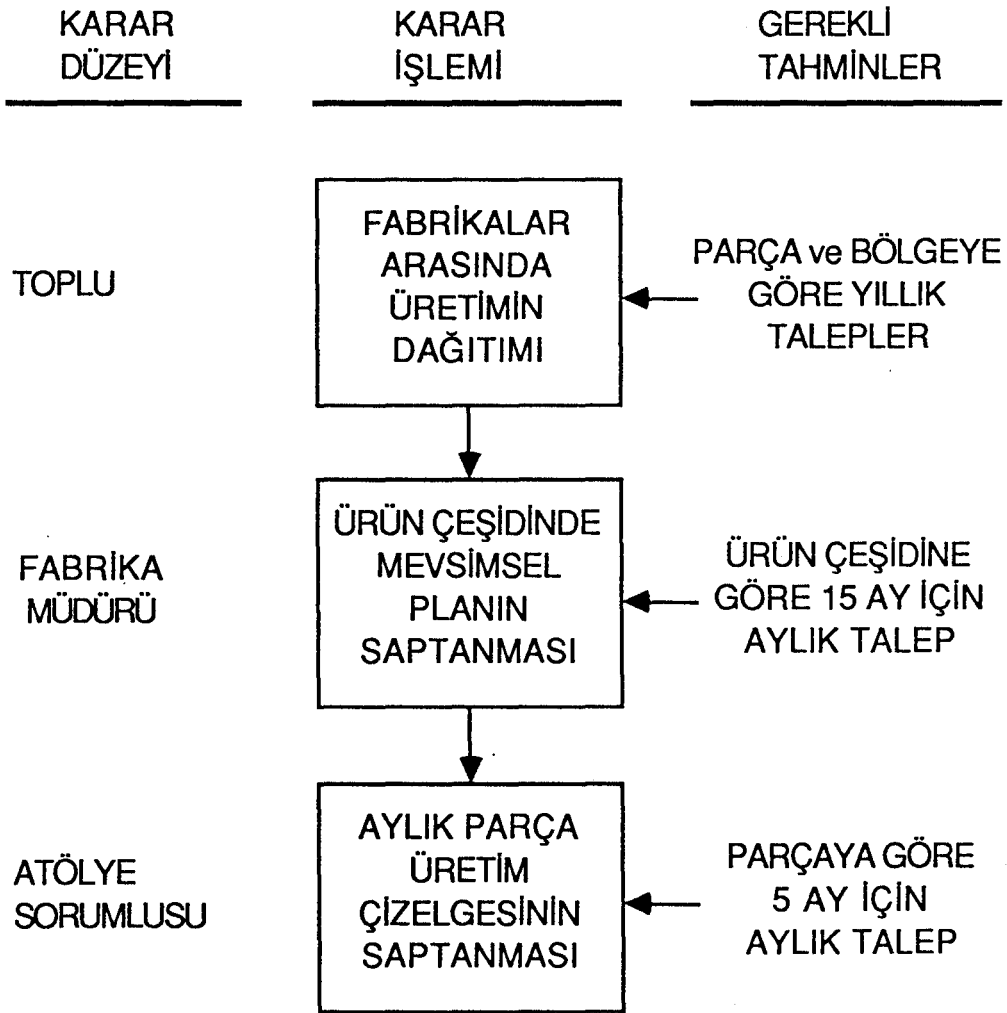 KARAR
DÜZEYİ
KARAR
İŞLEMİ
GEREKLİ
TAHMİNLER
TOPLU
FABRİKALAR
ARASINDA
ÜRETİMİN
DAĞITIMI
PARÇA ve BÖLGEYE
GÖRE YILLIK
TALEPLER
FABRİKA
MÜDÜRÜ
ÜRÜN ÇEŞİDİNDE
MEVSİMSEL
PLANIN
SAPTANMASI
ÜRÜN ÇEŞİDİNE
GÖRE 15 AY İÇİN
AYLIK TALEP
ATÖLYE
SORUMLUSU
AYLIK PARÇA
ÜRETİM
ÇİZELGESİNİN
SAPTANMASI
PARÇAYA GÖRE
5 AY İÇİN
AYLIK TALEP